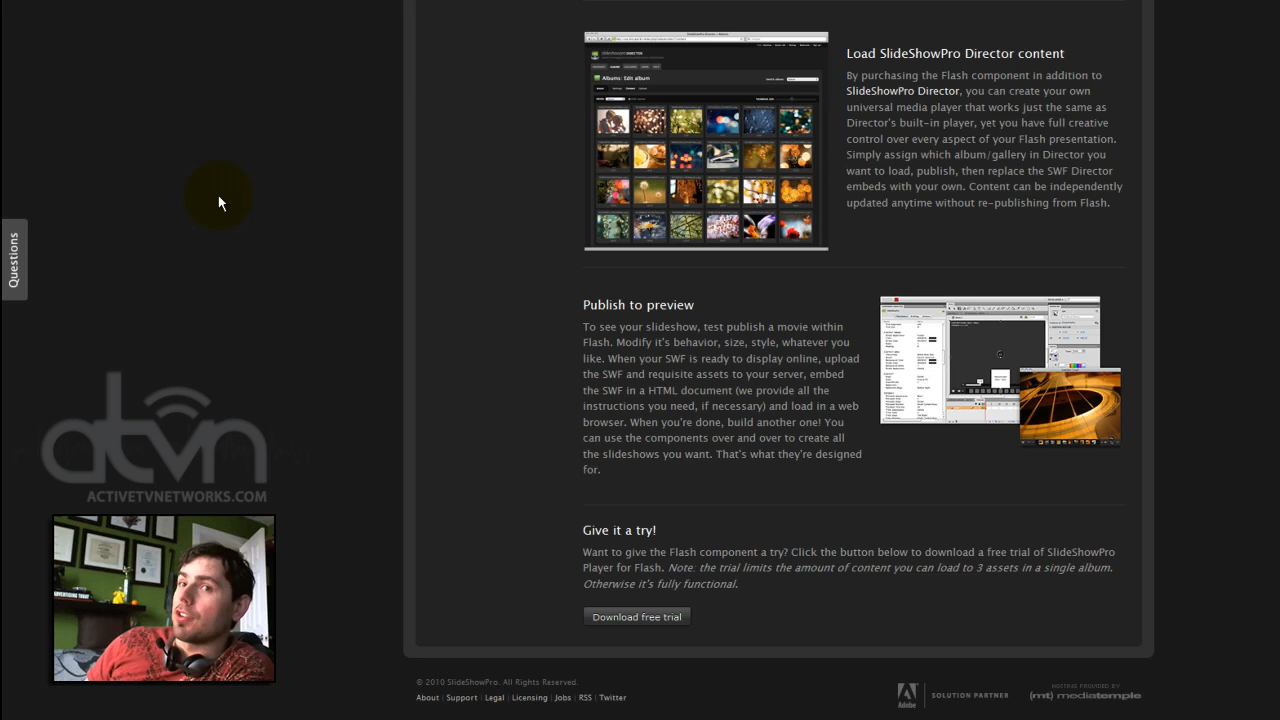 Load SlideShowPro Director content
By purchasing the Flash component in addition to
SlideShowPro Director, you can create your own
universal media player that works just the same as
Director's built-in player, yet you have full creative
control over every aspect of your Flash presentation.
Simply assign which album/gallery in Director you
want to load, publish, then replace the SWF Director
embeds with your own. Content can be independently
updated anytime without re-publishing from Flash.
Albums: Edit album
Questions
Publish to preview
To see your slideshow, test publish a movie within
Flash. Modify it's behavior, size, style, whatever you
like. When your SWF is ready to display online, upload
the SWF and requisite assets to your server, embed
the SWF in a HTML document (we provide all the
instructions you need, if necessary) and load in a web
browser. When you're done, build another one! You
can use the components over and over to create all
the slideshows you want. That's what they're designed
for.
atvn
ACTIVETVNETWORKS.COM
Give it a try!
Want to give the Flash component a try? Click the button below to download a free trial of SlideShowPro
Player for Flash. Note: the trial limits the amount of content you can load to 3 assets in a single album.
Otherwise it's fully functional.
Download free trial
© 2010 SlideShowPro. All Rights Reserved.
About | Support | Legal | Licensing | Jobs | RSS | Twitter
Adobe
SOLUTION PARTNER
HOSTING PROVIDED BY
(mt) mediatemple